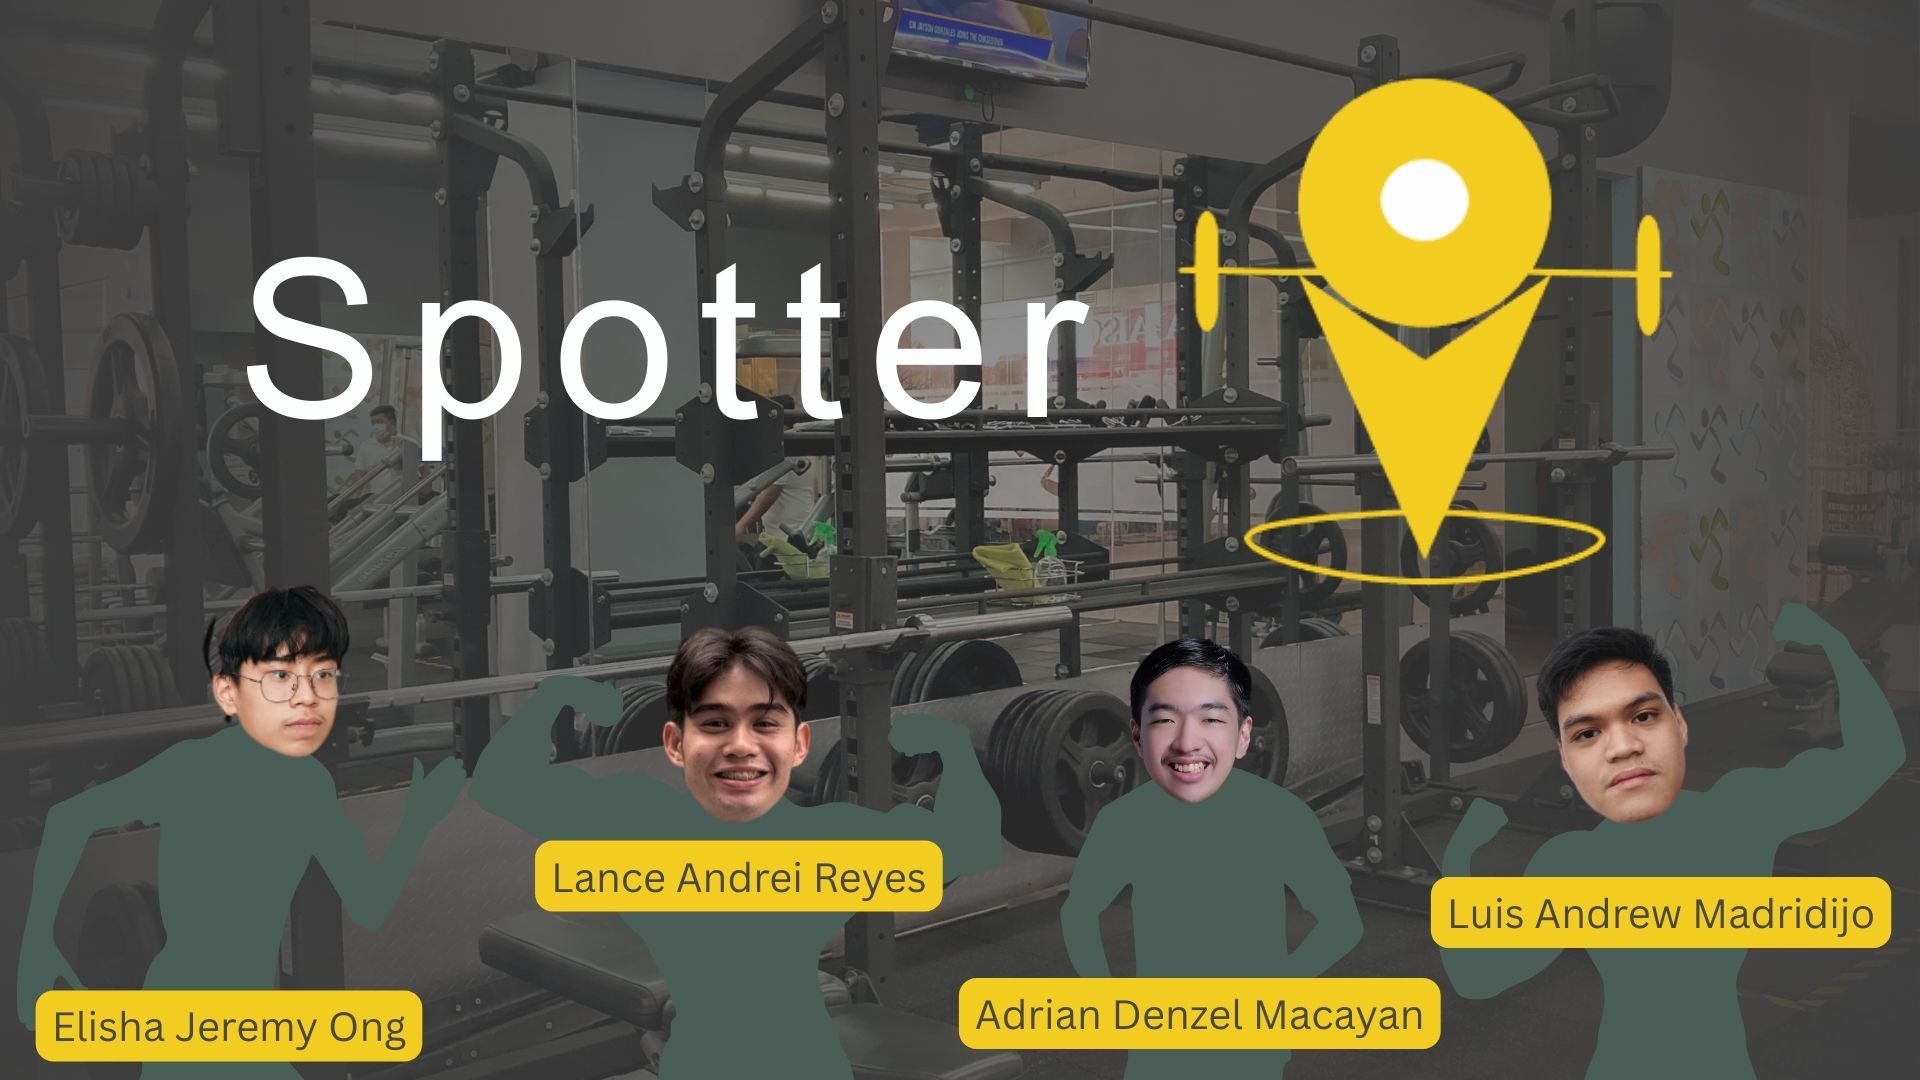 Spotter
Lance Andrei Reyes
Luis Andrew Madridijo
Adrian Denzel Macayan
Elisha Jeremy Ong